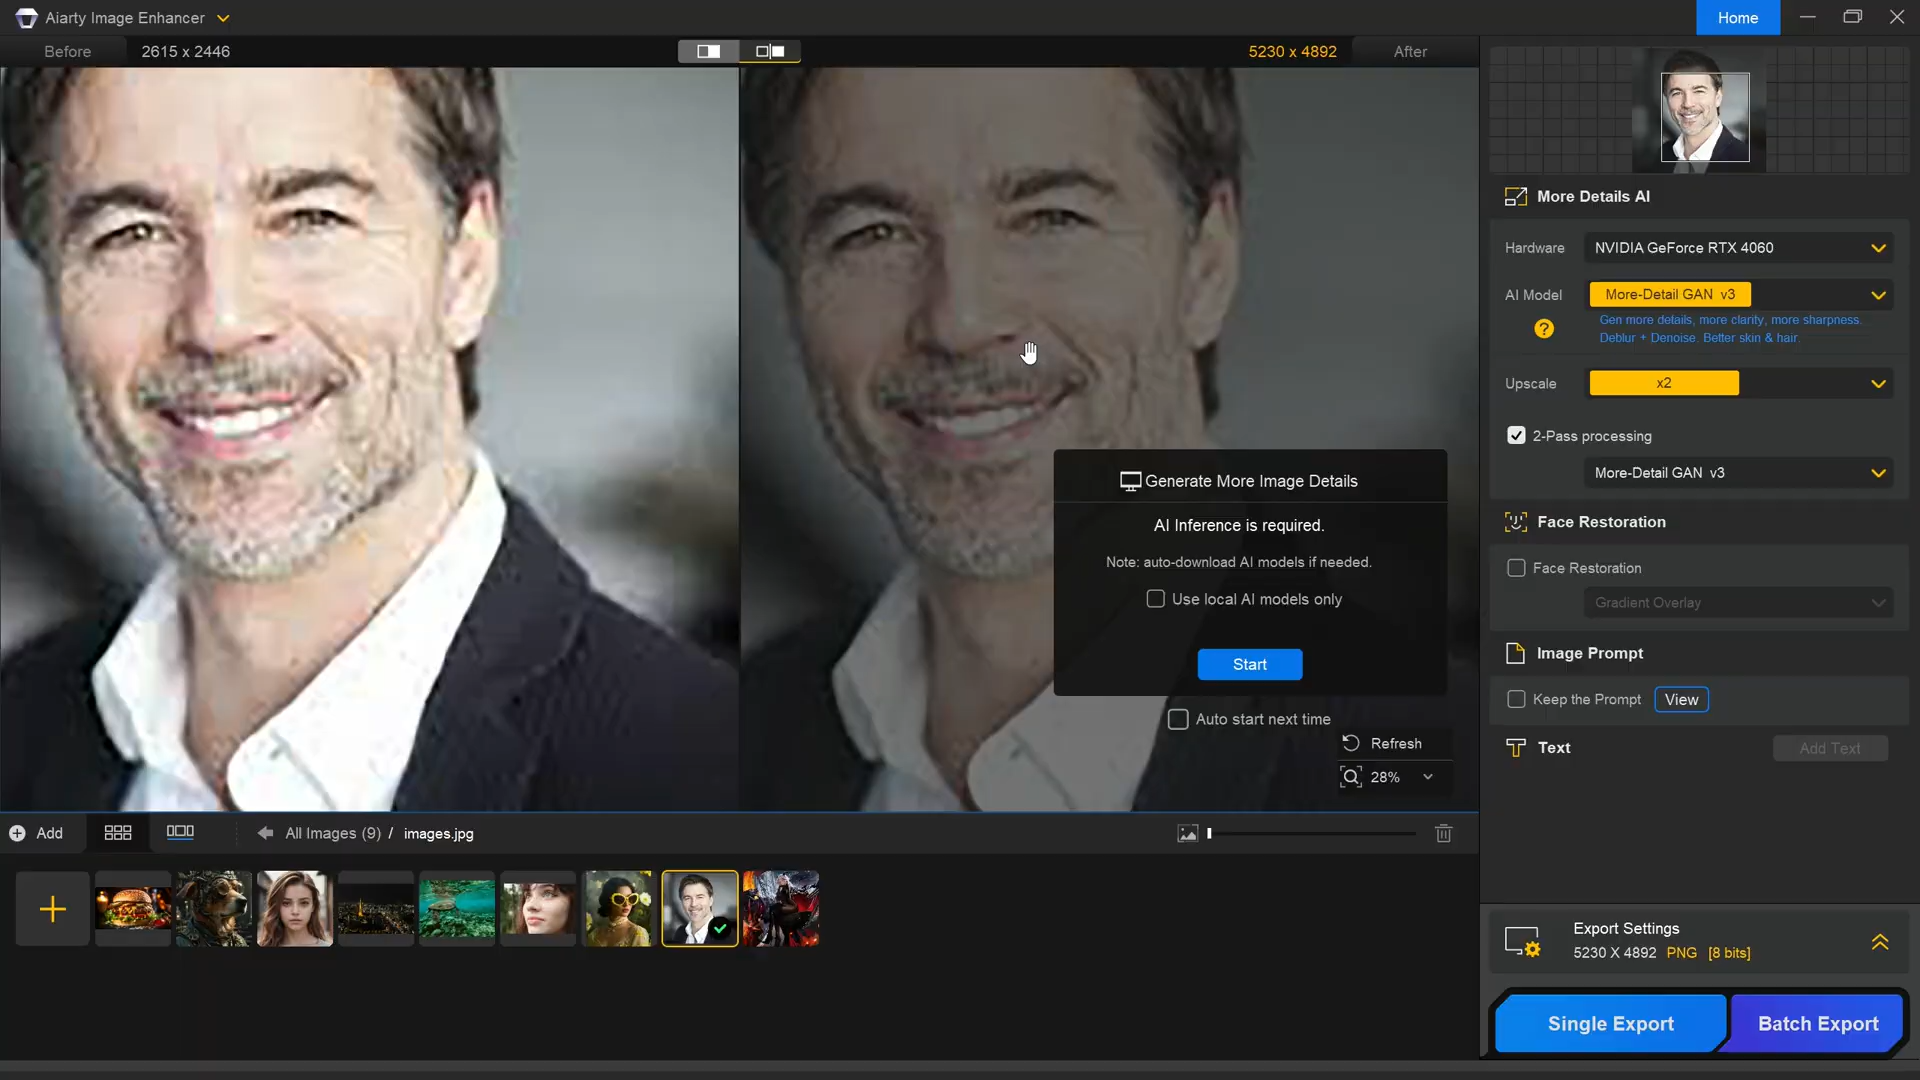 Aiarty Image Enhancer
Home
Before
2615 x 2446
5230 x 4892
After
More Details AI
Hardware
NVIDIA GeForce RTX 4060
AI Model
More-Detail GAN v3
?
Gen more details, more clarity, more sharpness.
Deblur + Denoise. Better skin & hair.
Upscale
x2
2-Pass processing
More-Detail GAN v3
Face Restoration
Face Restoration
Gradient Overlay
Image Prompt
Keep the Prompt
View
Text
Add Text
Generate More Image Details
AI Inference is required.
Note: auto-download AI models if needed.
Use local AI models only
Start
Auto start next time
Refresh
28%
Add
All Images (9) / images.jpg
Export Settings
5230 X 4892 PNG [8 bits]
Single Export
Batch Export